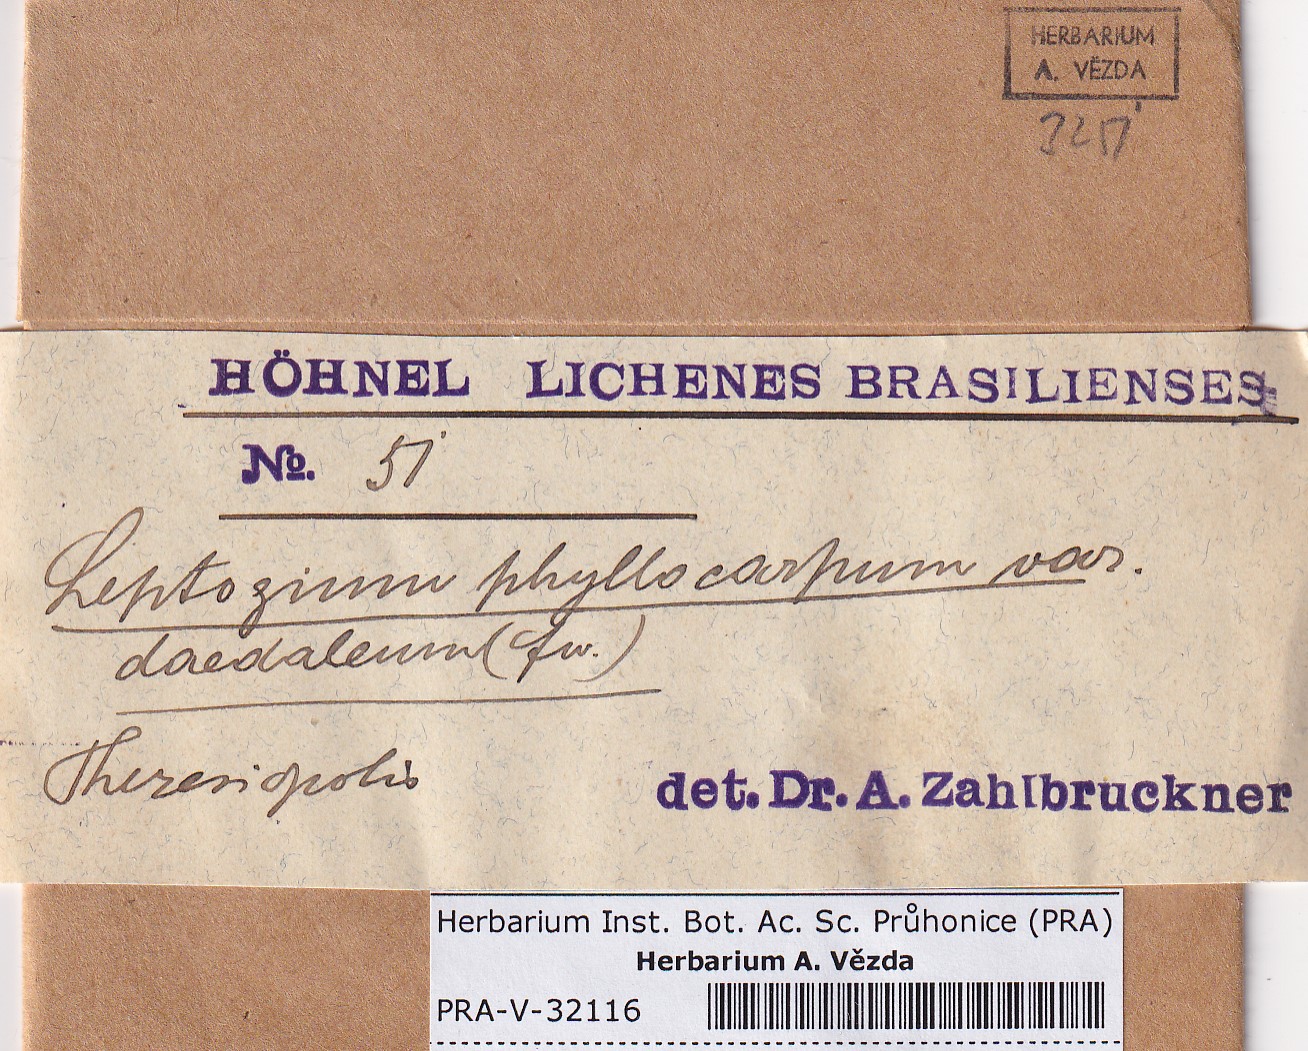 HERBARIUM
A. VĚZDA
HÖHNEL LICHENES BRASILIENSES
No. 51
Leptogium phyllocarpum var.
daedaleum (fw.)
Theresiopolis
det. Dr. A. Zahlbruckner
Herbarium Inst. Bot. Ac. Sc. Průhonice (PRA)
Herbarium A. Vězda
PRA-V-32116